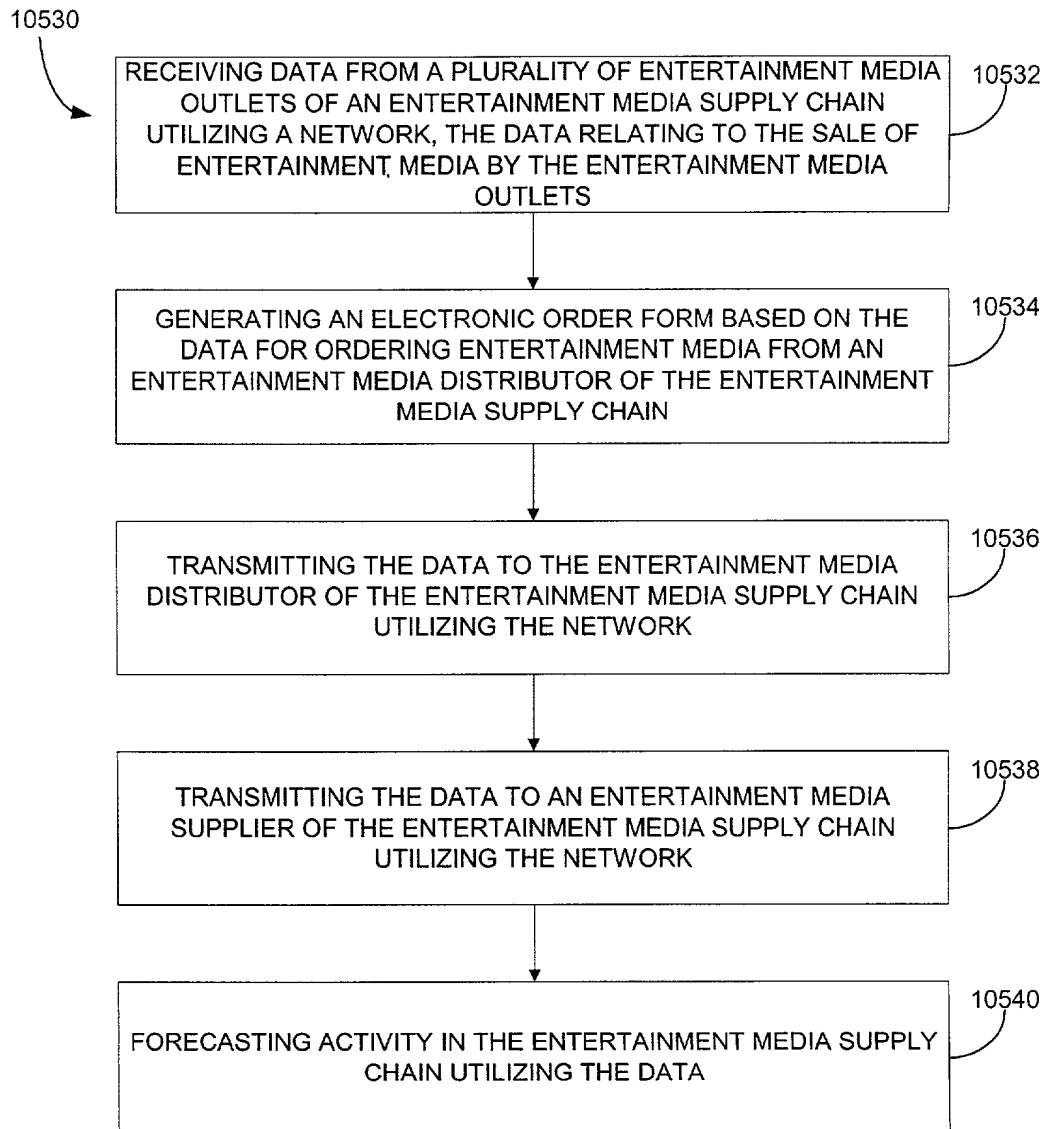 10530
RECEIVING DATA FROM A PLURALITY OF ENTERTAINMENT MEDIA
OUTLETS OF AN ENTERTAINMENT MEDIA SUPPLY CHAIN
UTILIZING A NETWORK, THE DATA RELATING TO THE SALE OF
ENTERTAINMENT MEDIA BY THE ENTERTAINMENT MEDIA
OUTLETS
10532
GENERATING AN ELECTRONIC ORDER FORM BASED ON THE
DATA FOR ORDERING ENTERTAINMENT MEDIA FROM AN
ENTERTAINMENT MEDIA DISTRIBUTOR OF THE ENTERTAINMENT
MEDIA SUPPLY CHAIN
10534
TRANSMITTING THE DATA TO THE ENTERTAINMENT MEDIA
DISTRIBUTOR OF THE ENTERTAINMENT MEDIA SUPPLY CHAIN
UTILIZING THE NETWORK
10536
TRANSMITTING THE DATA TO AN ENTERTAINMENT MEDIA
SUPPLIER OF THE ENTERTAINMENT MEDIA SUPPLY CHAIN
UTILIZING THE NETWORK
10538
FORECASTING ACTIVITY IN THE ENTERTAINMENT MEDIA SUPPLY
CHAIN UTILIZING THE DATA
10540